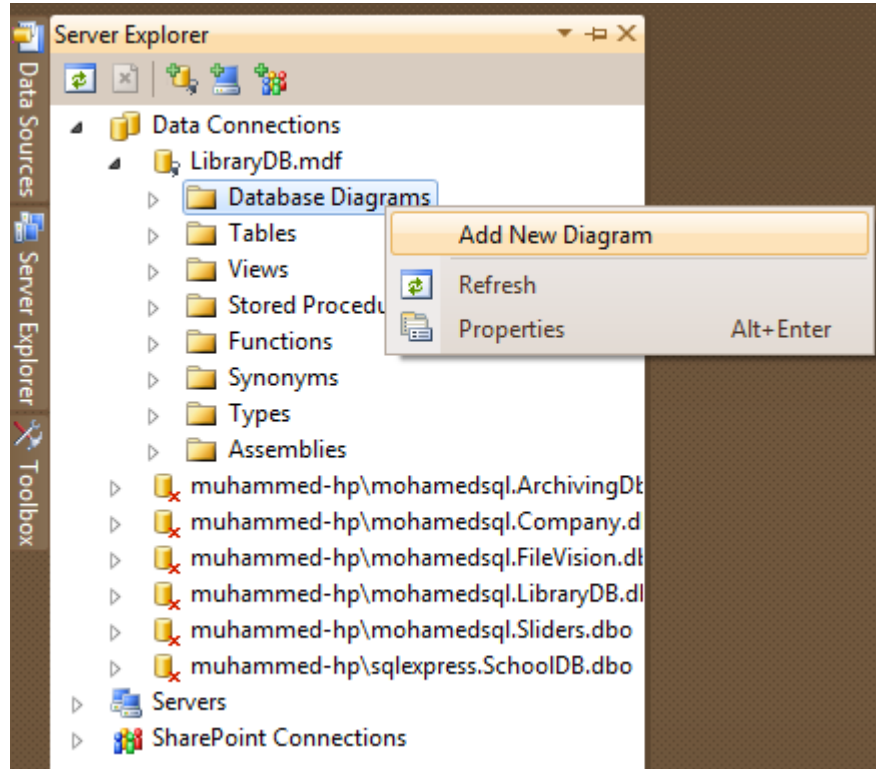 Server Explorer
Data Connections
LibraryDB.mdf
Database Diagrams
Tables
Views
Stored Procedu
Functions
Synonyms
Types
Assemblies
muhammed-hp\mohamedsql.ArchivingDb
muhammed-hp\mohamedsql.Company.d
muhammed-hp\mohamedsql.FileVision.db
muhammed-hp\mohamedsql.LibraryDB.d
muhammed-hp\mohamedsql.Sliders.dbo
muhammed-hp\sqlexpress.SchoolDB.dbo
Servers
SharePoint Connections
Add New Diagram
Refresh
Properties Alt+Enter
Data Sources
Server Explorer
Toolbox